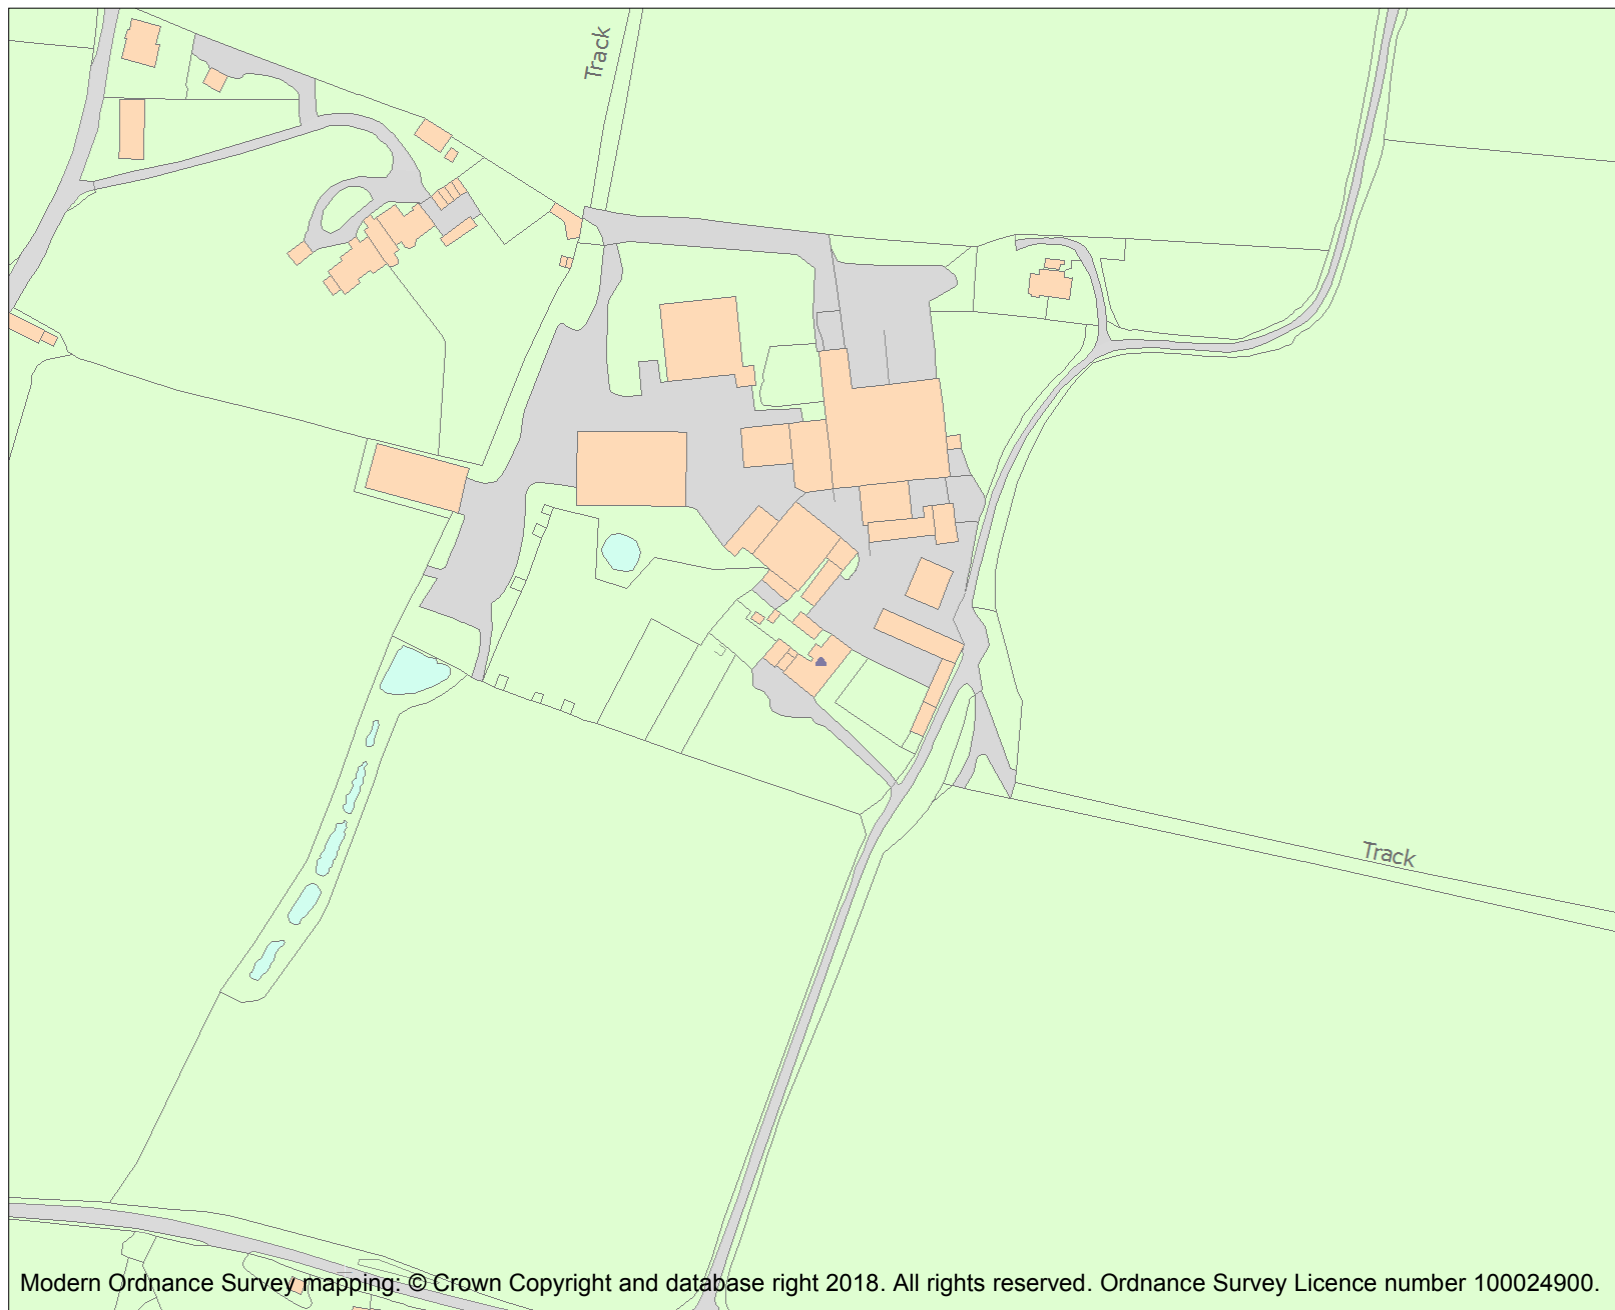 Track
Track
Modern Ordnance Survey mapping: © Crown Copyright and database right 2018. All rights reserved. Ordnance Survey Licence number 100024900.